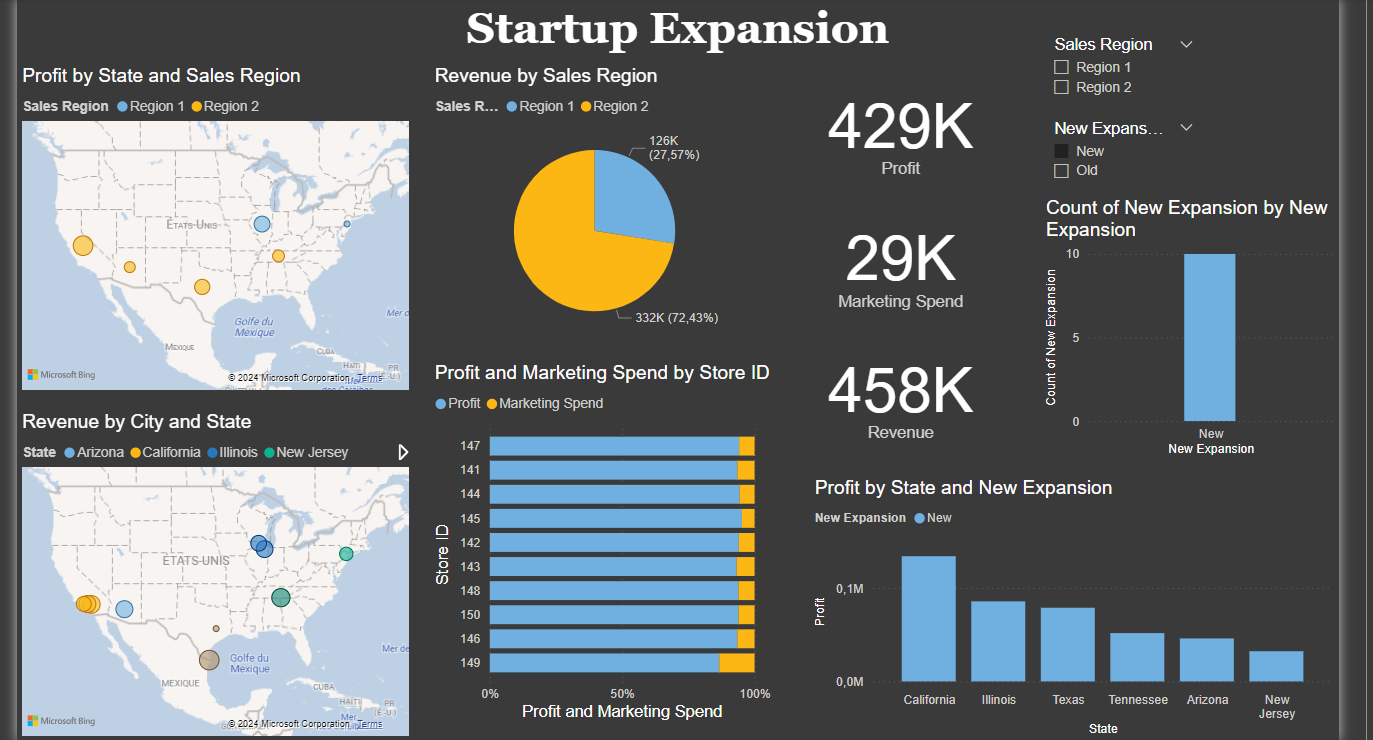 Startup Expansion
Profit by State and Sales Region
Sales Region Region 1 Region 2
ÉTATS-UNIS
Golfe du
Mexique
Mer d
MEXIQUE
CUBA
HAÏTI
PR
(É.-U.)
Microsoft Bing
© 2024 Microsoft Corporation Terms
Revenue by City and State
State Arizona California Illinois New Jersey
ÉTATS-UNIS
Golfe du
Mexique
Mer de
MEXIQUE
CUBA
HAÏTI
PR
(É.-U.)
Mer
Microsoft Bing
© 2024 Microsoft Corporation Terms
Revenue by Sales Region
Sales R... Region 1 Region 2
126K
(27,57%)
332K (72,43%)
Profit and Marketing Spend by Store ID
Profit Marketing Spend
Store ID
147
141
144
145
142
143
148
150
146
149
0% 50% 100%
Profit and Marketing Spend
429K
Profit
29K
Marketing Spend
458K
Revenue
Sales Region
Region 1
Region 2
New Expans...
New
Old
Count of New Expansion by New
Expansion
Count of New Expansion
10
5
0
New
New Expansion
Profit by State and New Expansion
New Expansion New
Profit
0,1M
0,0M
California Illinois Texas Tennessee Arizona New
Jersey
State